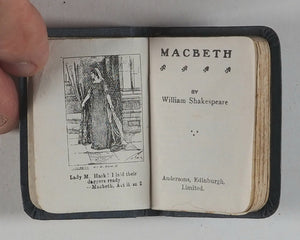 Lady M. Hark! I laid their
daggers ready
—Macbeth, Act ii. sc 2
MACBETH
BY
William Shakespeare
Andersons, Edinburgh,
Limited.